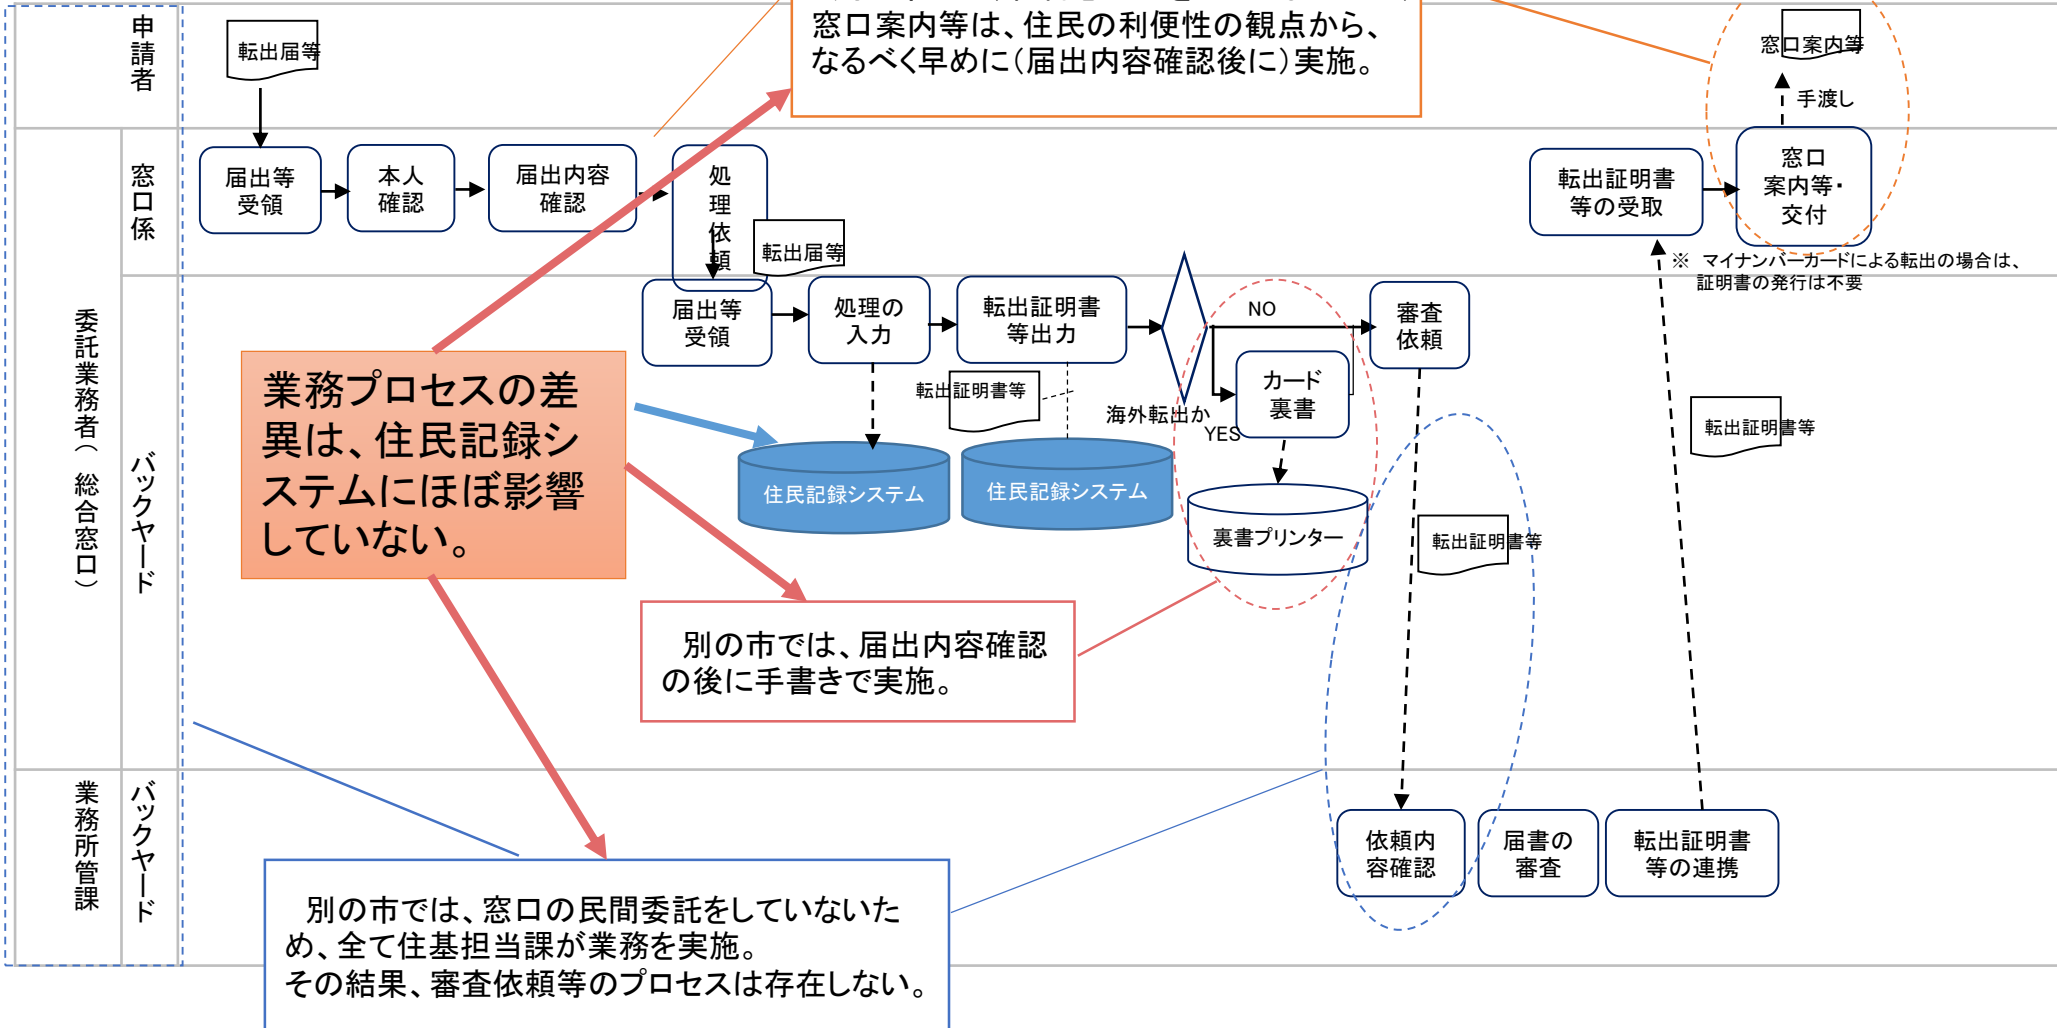 窓口案内等は、住民の利便性の観点から、
なるべく早めに(届出内容確認後に)実施。
申請者
転出届等
窓口案内等
手渡し
窓口係
届出等
受領
本人
確認
届出内容
確認
処
理
依
頼
転出届等
転出証明書
等の受取
窓口
案内等・
交付
※ マイナンバーカードによる転出の場合は、
証明書の発行は不要
委託業務者(総合窓口)
バックヤード
届出等
受領
処理の
入力
転出証明書
等出力
NO
審査
依頼
カード
裏書
転出証明書等
海外転出か
YES
転出証明書等
業務プロセスの差
異は、住民記録シ
ステムにほぼ影響
していない。
住民記録システム
住民記録システム
裏書プリンター
転出証明書等
別の市では、届出内容確認
の後に手書きで実施。
業務所管課
バックヤード
依頼内
容確認
届書の
審査
転出証明書
等の連携
別の市では、窓口の民間委託をしていないた
め、全て住基担当課が業務を実施。
その結果、審査依頼等のプロセスは存在しない。